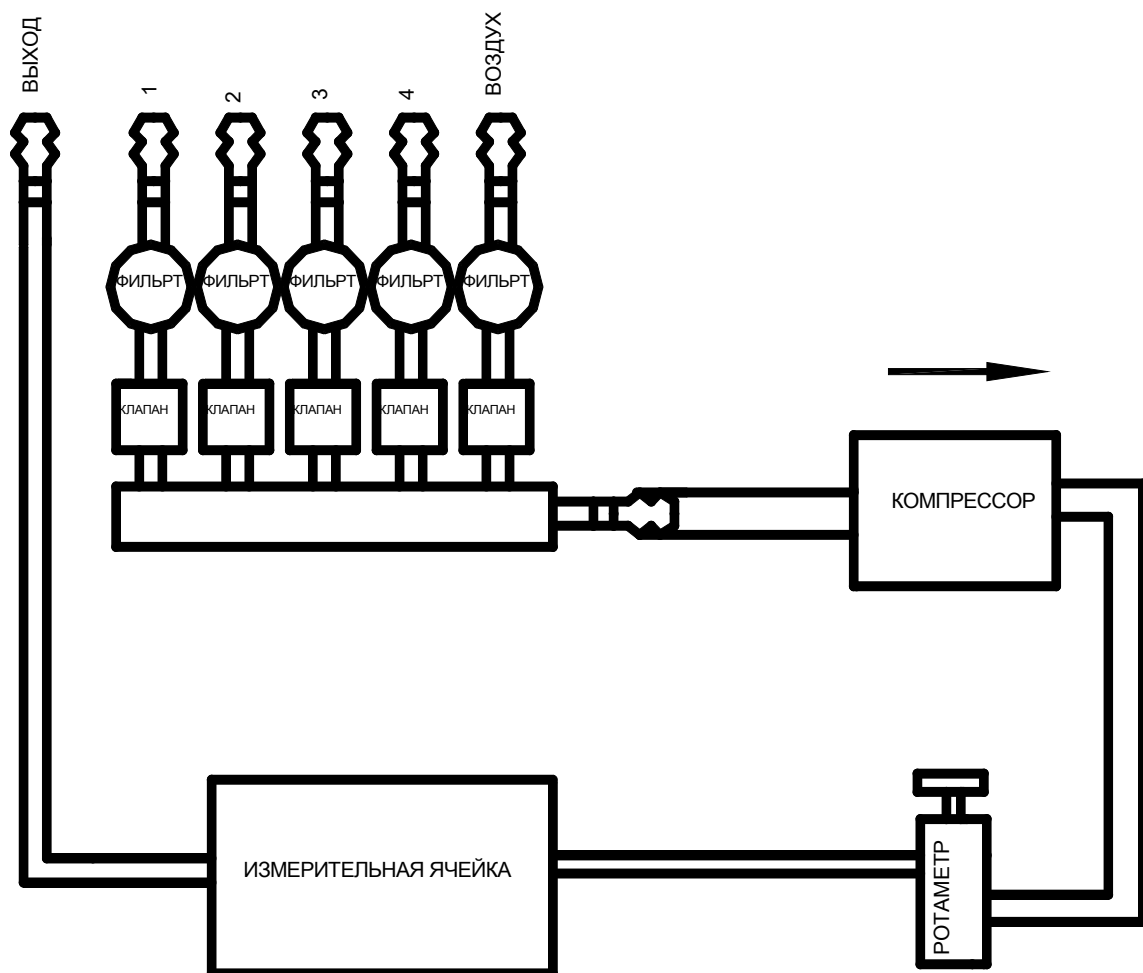 ВЫХОД
1
2
3
4
ВОЗДУХ
ФИЛЬРТ
ФИЛЬРТ
ФИЛЬРТ
ФИЛЬРТ
ФИЛЬРТ
КЛАПАН
КЛАПАН
КЛАПАН
КЛАПАН
КЛАПАН
КОМПРЕССОР
ИЗМЕРИТЕЛЬНАЯ ЯЧЕЙКА
РОТАМЕТР